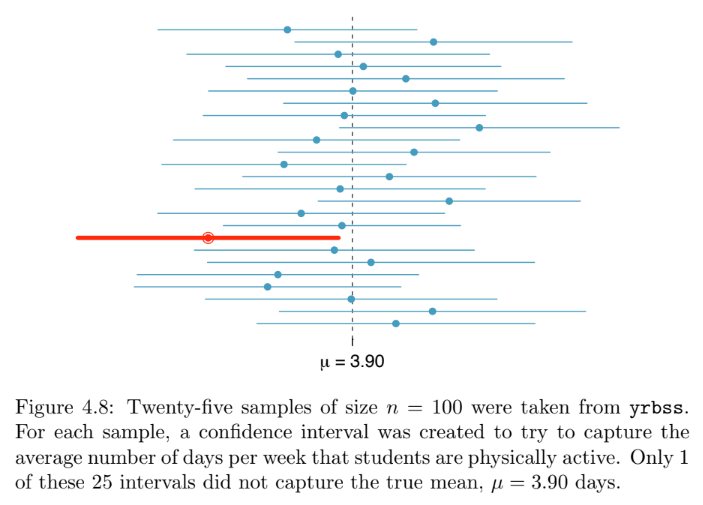 μ = 3.90
Figure 4.8: Twenty-five samples of size n = 100 were taken from yrbss.
For each sample, a confidence interval was created to try to capture the
average number of days per week that students are physically active. Only 1
of these 25 intervals did not capture the true mean, μ = 3.90 days.